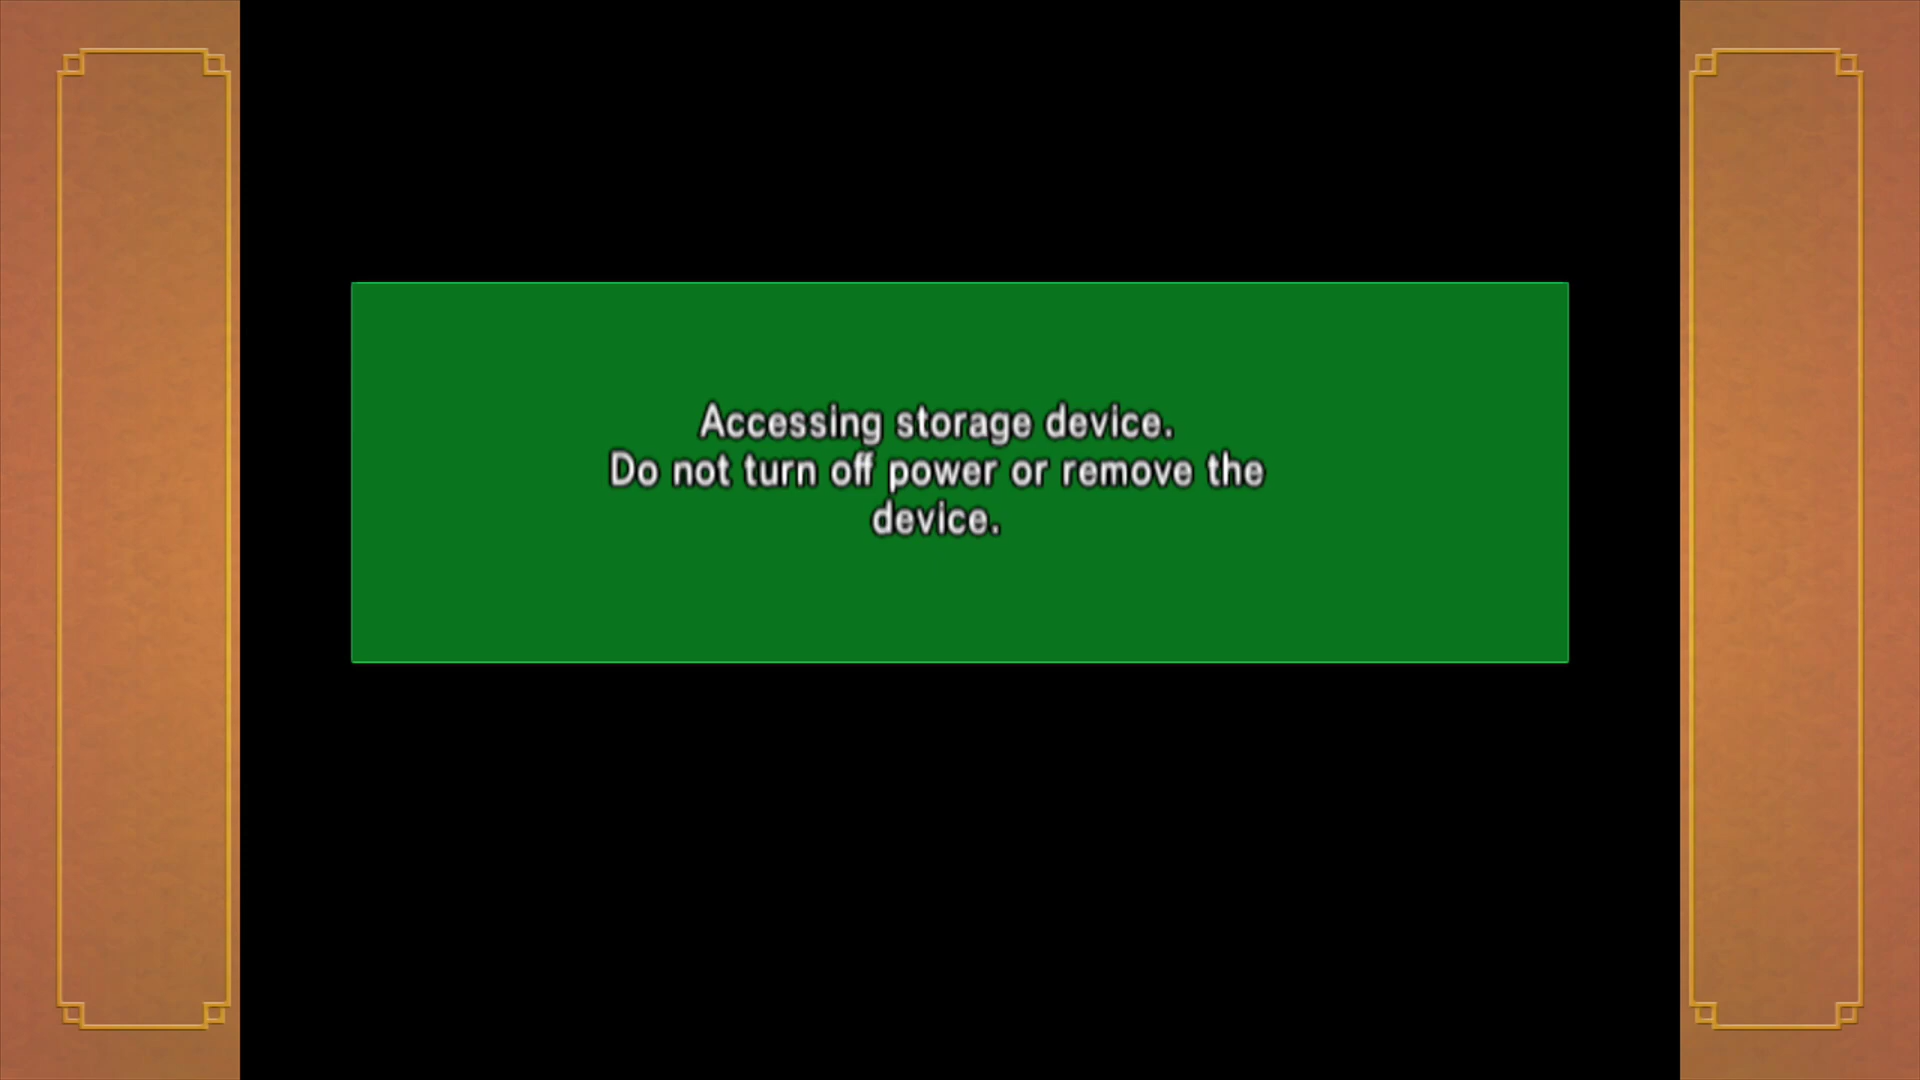 Accessing storage device.
Do not turn off power or remove the
device.